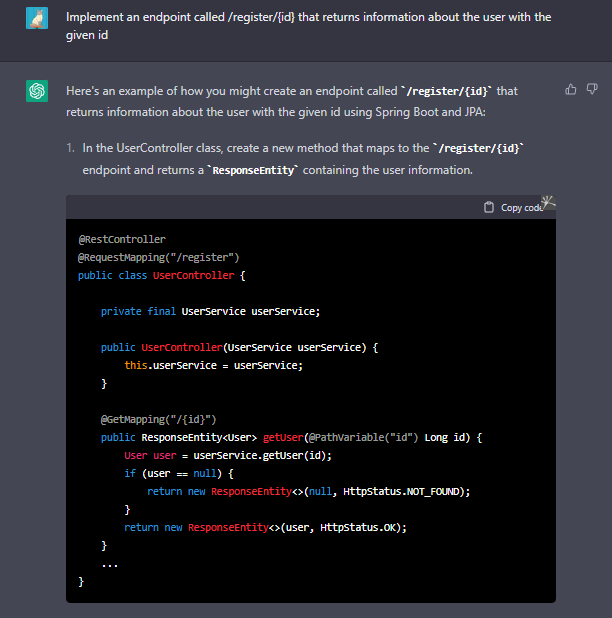 Implement an endpoint called /register/{id} that returns information about the user with the
given id
Here's an example of how you might create an endpoint called `/register/{id}` that
returns information about the user with the given id using Spring Boot and JPA:
1. In the UserController class, create a new method that maps to the `/register/{id}`
endpoint and returns a `ResponseEntity` containing the user information.
Copy code
@RestController
@RequestMapping("/register")
public class UserController {
private final UserService userService;
public UserController(UserService userService) {
this.userService = userService;
}
@GetMapping("/{id}")
public ResponseEntity<User> getUser(@PathVariable("id") Long id) {
User user = userService.getUser(id);
if (user == null) {
return new ResponseEntity<>(null, HttpStatus.NOT_FOUND);
}
return new ResponseEntity<>(user, HttpStatus.OK);
}
...
}